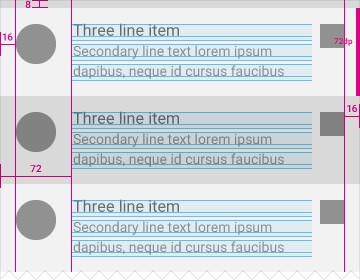 8
Three line item
16
72dp
Secondary line text lorem ipsum
dapibus, neque id cursus faucibus
16
Three line item
Secondary line text lorem ipsum
dapibus, neque id cursus faucibus
72
Three line item
Secondary line text lorem ipsum
dapibus, neque id cursus faucibus